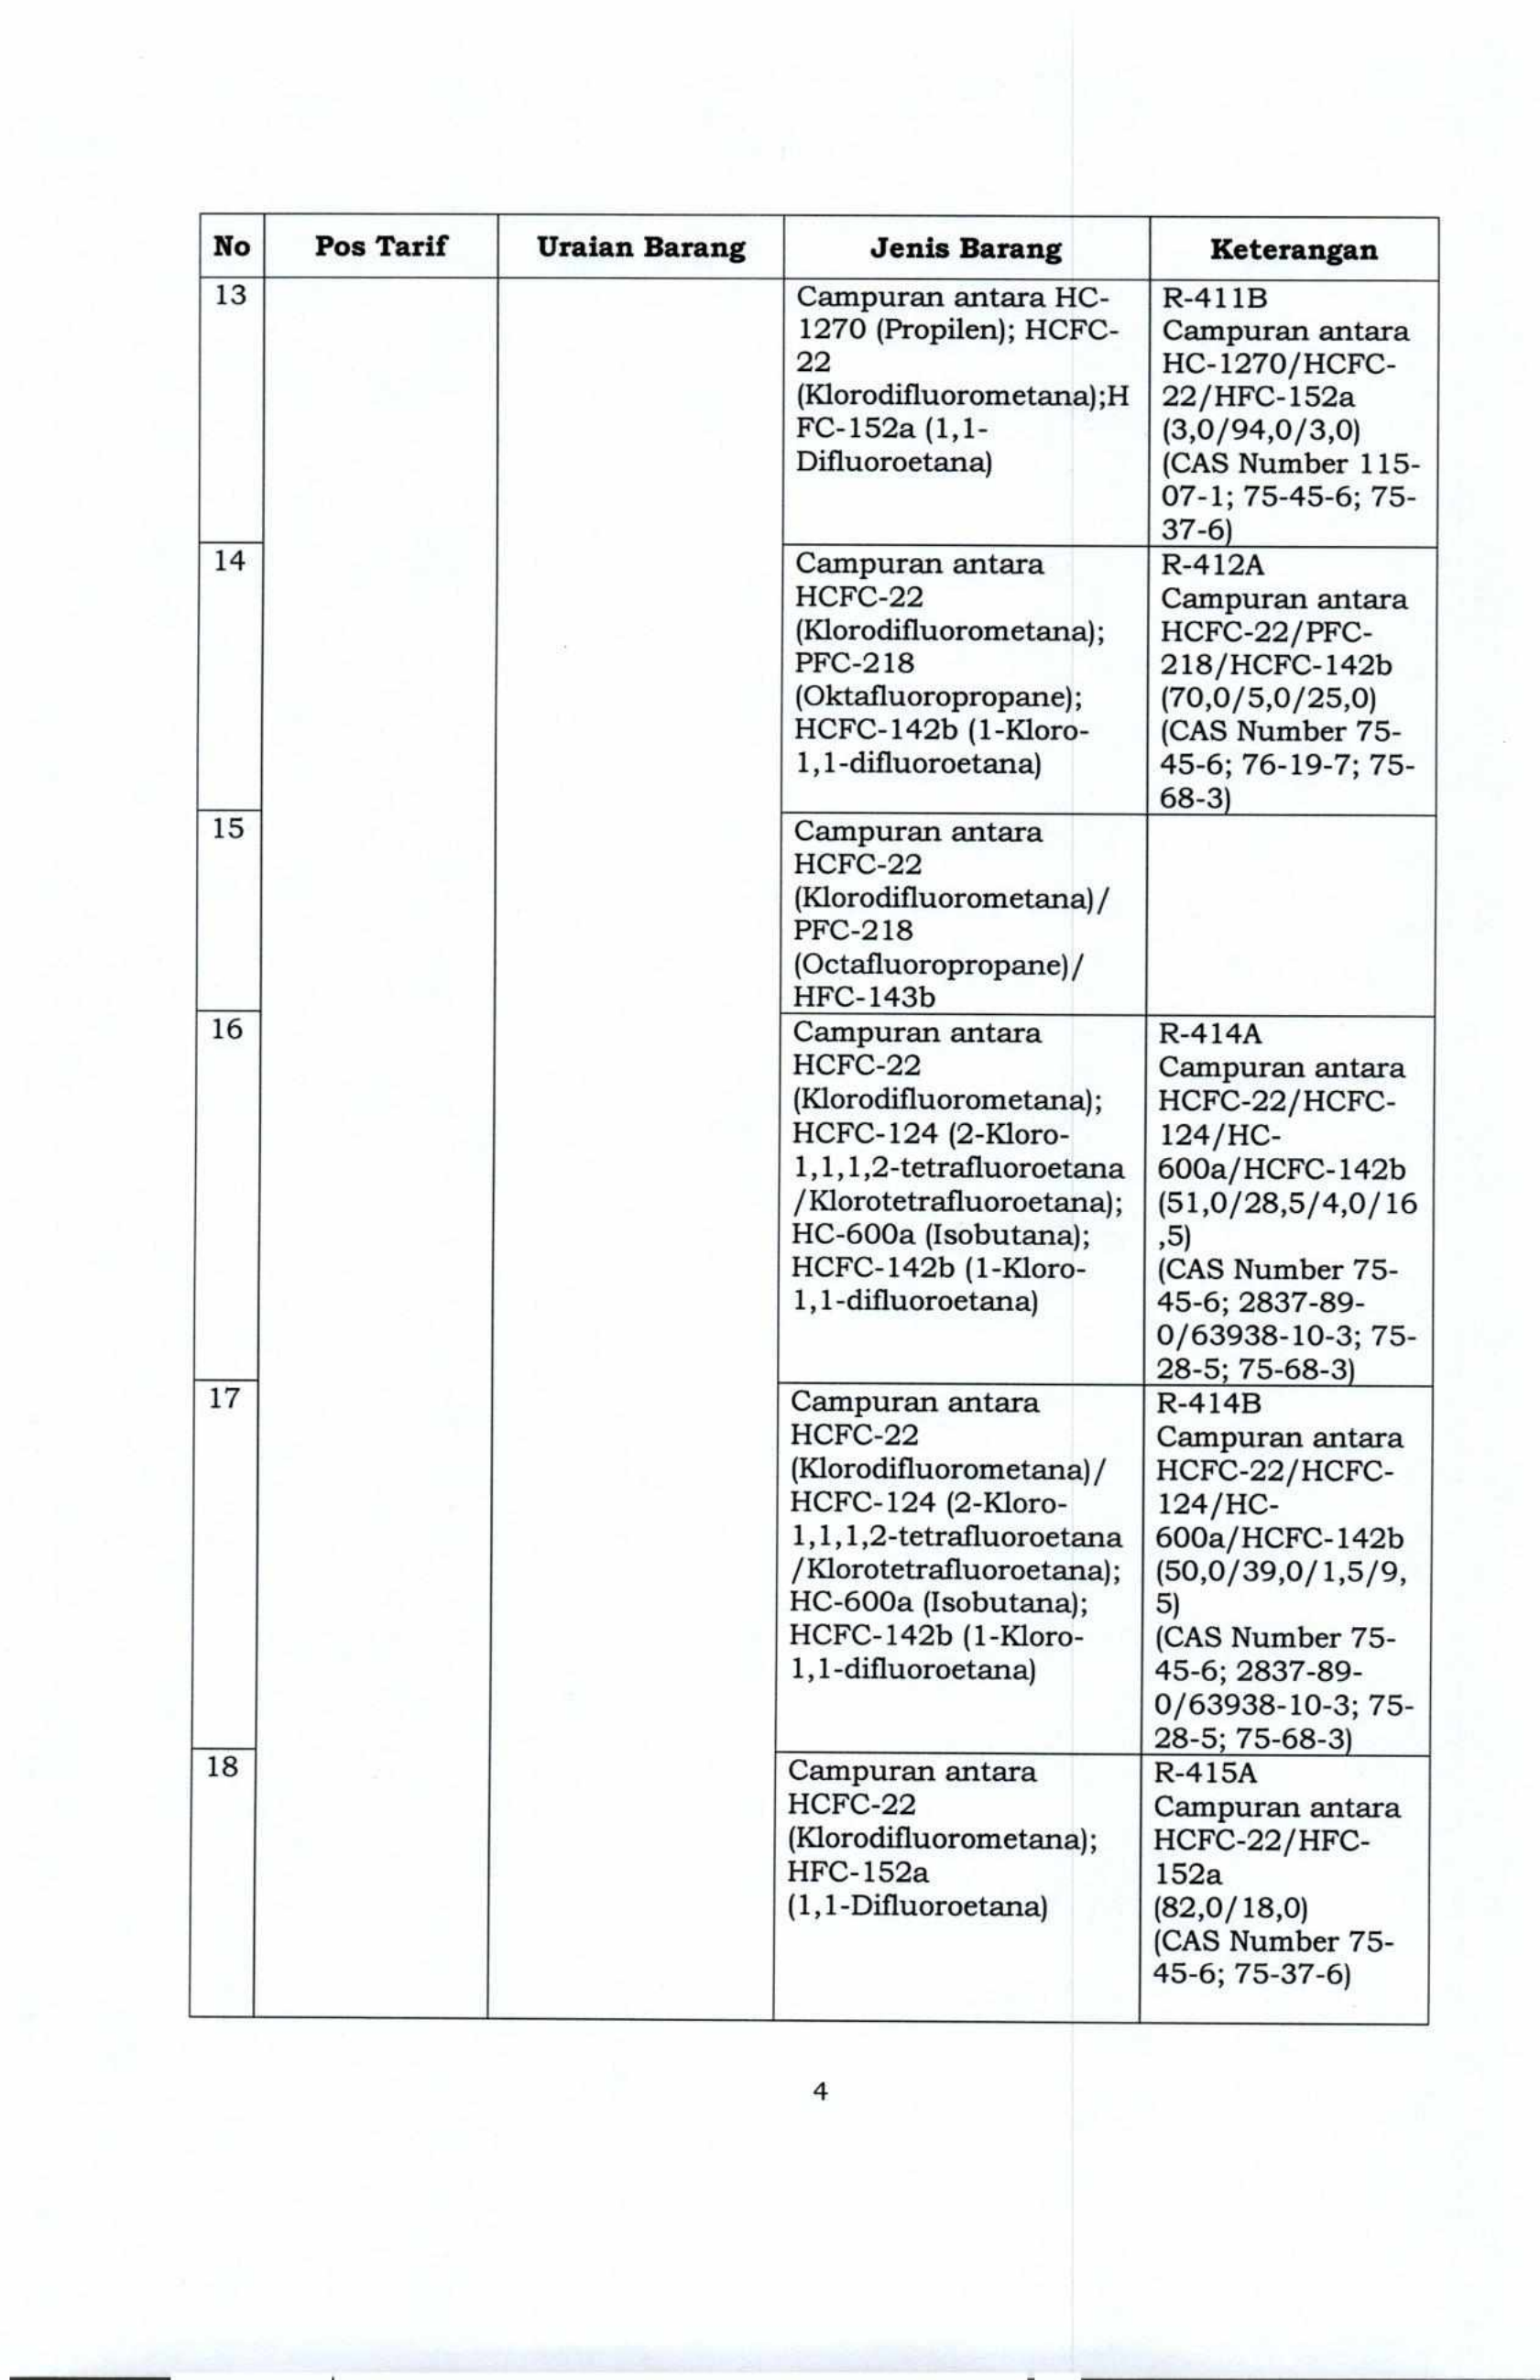 No Pos Tarif Uraian Barang Jenis Barang Keterangan
13
Campuran antara HC-
1270 (Propilen); HCFC-
22
(Klorodifluorometana);H
FC-152a (1,1-
Difluoroetana)
R-411B
Campuran antara
HC-1270/HCFC-
22/HFC-152a
(3,0/94,0/3,0)
(CAS Number 115-
07-1; 75-45-6; 75-
37-6)
14
Campuran antara
HCFC-22
(Klorodifluorometana);
PFC-218
(Oktafluoropropane);
HCFC-142b (1-Kloro-
1,1-difluoroetana)
R-412A
Campuran antara
HCFC-22/PFC-
218/HCFC-142b
(70,0/5,0/25,0)
(CAS Number 75-
45-6; 76-19-7; 75-
68-3)
15
Campuran antara
HCFC-22
(Klorodifluorometana)/
PFC-218
(Octafluoropropane)/
HFC-143b
16
Campuran antara
HCFC-22
(Klorodifluorometana);
HCFC-124 (2-Kloro-
1,1,1,2-tetrafluoroetana
/Klorotetrafluoroetana);
HC-600a (Isobutana);
HCFC-142b (1-Kloro-
1,1-difluoroetana)
R-414A
Campuran antara
HCFC-22/HCFC-
124/HC-
600a/HCFC-142b
(51,0/28,5/4,0/16
,5)
(CAS Number 75-
45-6; 2837-89-
0/63938-10-3; 75-
28-5; 75-68-3)
17
Campuran antara
HCFC-22
(Klorodifluorometana)/
HCFC-124 (2-Kloro-
1,1,1,2-tetrafluoroetana
/Klorotetrafluoroetana);
HC-600a (Isobutana);
HCFC-142b (1-Kloro-
1,1-difluoroetana)
R-414B
Campuran antara
HCFC-22/HCFC-
124/HC-
600a/HCFC-142b
(50,0/39,0/1,5/9,
5)
(CAS Number 75-
45-6; 2837-89-
0/63938-10-3; 75-
28-5; 75-68-3)
18
Campuran antara
HCFC-22
(Klorodifluorometana);
HFC-152a
(1,1-Difluoroetana)
R-415A
Campuran antara
HCFC-22/HFC-
152a
(82,0/18,0)
(CAS Number 75-
45-6; 75-37-6)
4